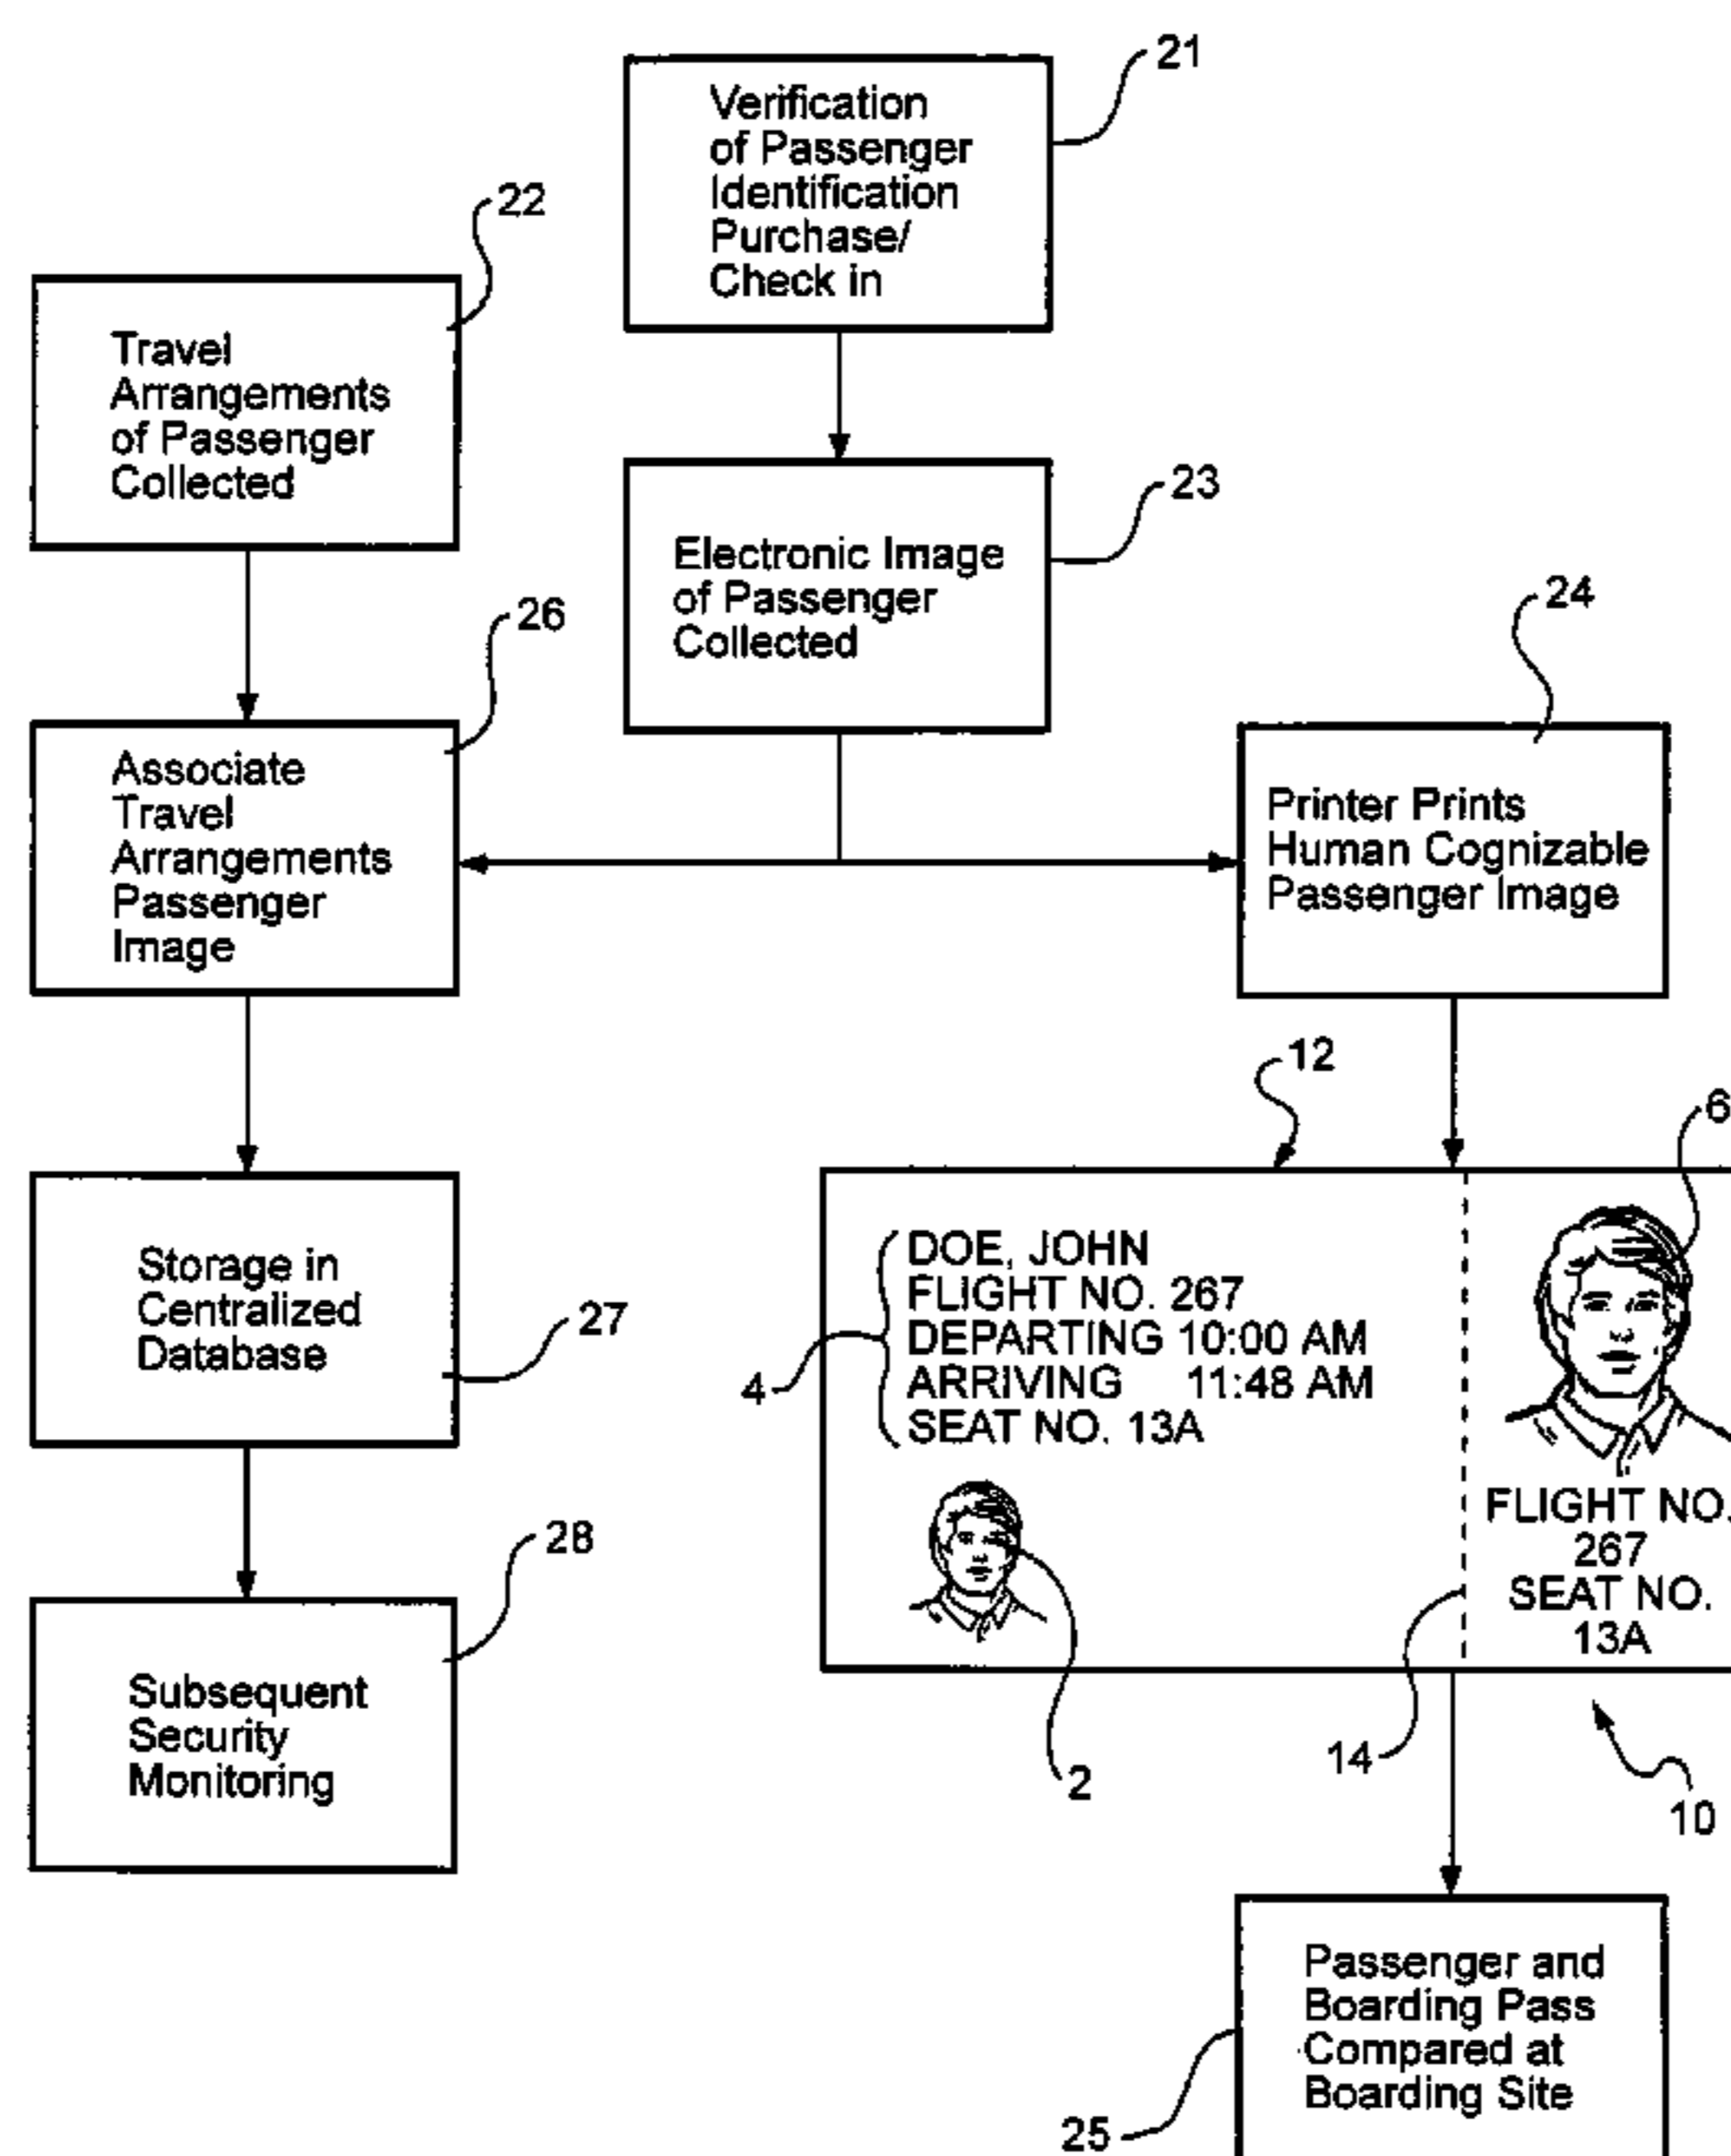 21
Verification
of Passenger
Identification
Purchase/
Check in
22
Travel
Arrangements
of Passenger
Collected
23
Electronic Image
of Passenger
Collected
26
Associate
Travel
Arrangements
Passenger
Image
24
Printer Prints
Human Cognizable
Passenger Image
12
6
DOE, JOHN
FLIGHT NO. 267
DEPARTING 10:00 AM
ARRIVING 11:48 AM
SEAT NO. 13A
4
FLIGHT NO.
267
SEAT NO.
13A
2
14
10
Storage in
Centralized
Database
27
28
Subsequent
Security
Monitoring
Passenger and
Boarding Pass
Compared at
Boarding Site
25